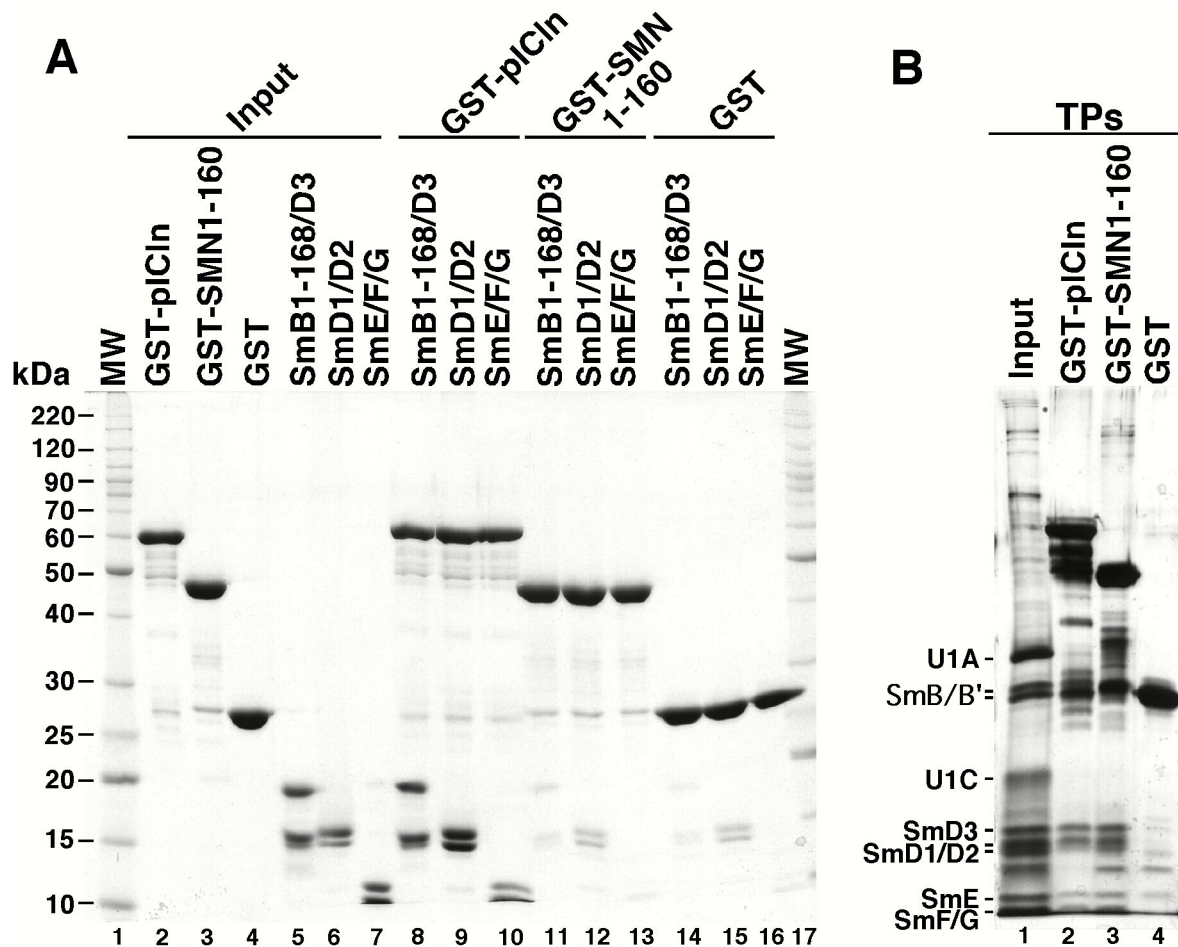 A
Input
GST-pICln
GST-SMN
1-160
GST
MW
GST-pICln
GST-SMN1-160
GST
SmB1-168/D3
SmD1/D2
SmE/F/G
SmB1-168/D3
SmD1/D2
SmE/F/G
SmB1-168/D3
SmD1/D2
SmE/F/G
SmB1-168/D3
SmD1/D2
SmE/F/G
MW
kDa
220
120
90
70
60
50
40
30
25
20
15
10
1 2 3 4 5 6 7 8 9 10 11 12 13 14 15 16 17
B
TPs
Input
GST-pICln
GST-SMN1-160
GST
U1A
SmB/B'
U1C
SmD3
SmD1/D2
SmE
SmF/G
1 2 3 4